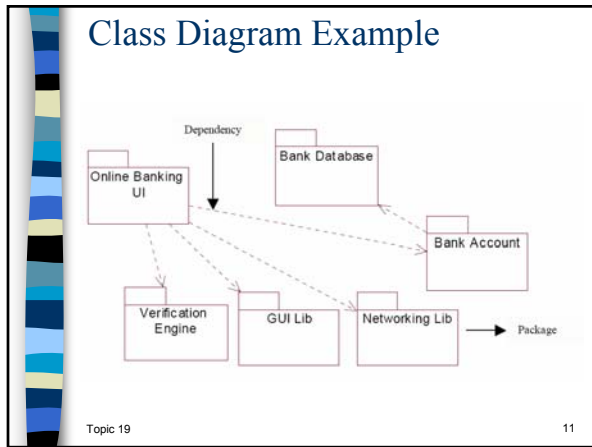 Class Diagram Example
Dependency
Bank Database
Online Banking
UI
Bank Account
Verification
Engine
GUI Lib
Networking Lib
Package
Topic 19
11